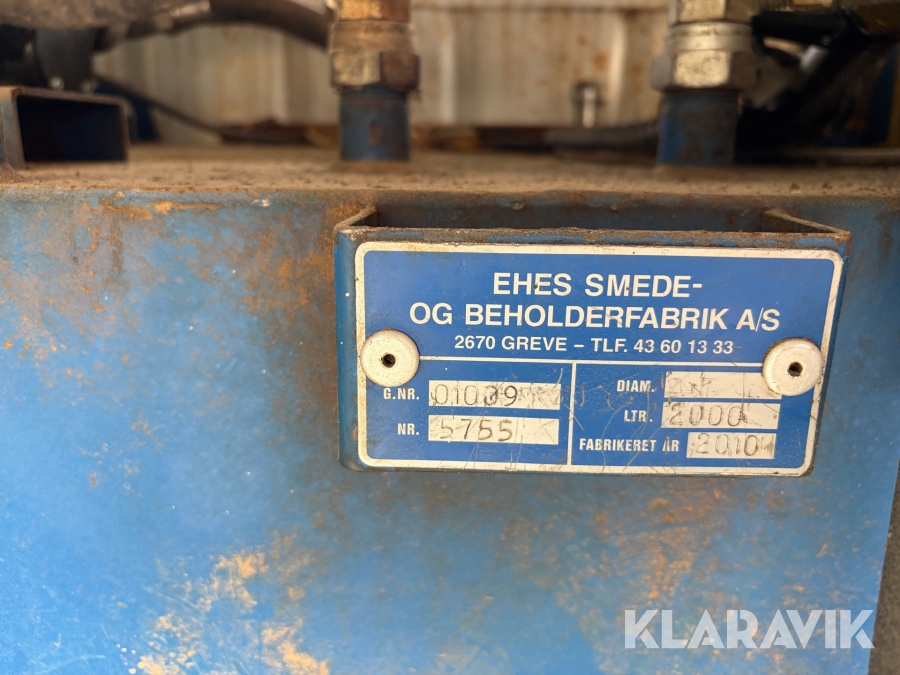 EHES SMEDE-
OG BEHOLDERFABRIK A/S
2670 GREVE – TLF. 43 60 13 33
G.NR. 01009
NR. 5755
DIAM.
LTR. 2000
FABRIKERET ÅR 2010
KLARAVIK